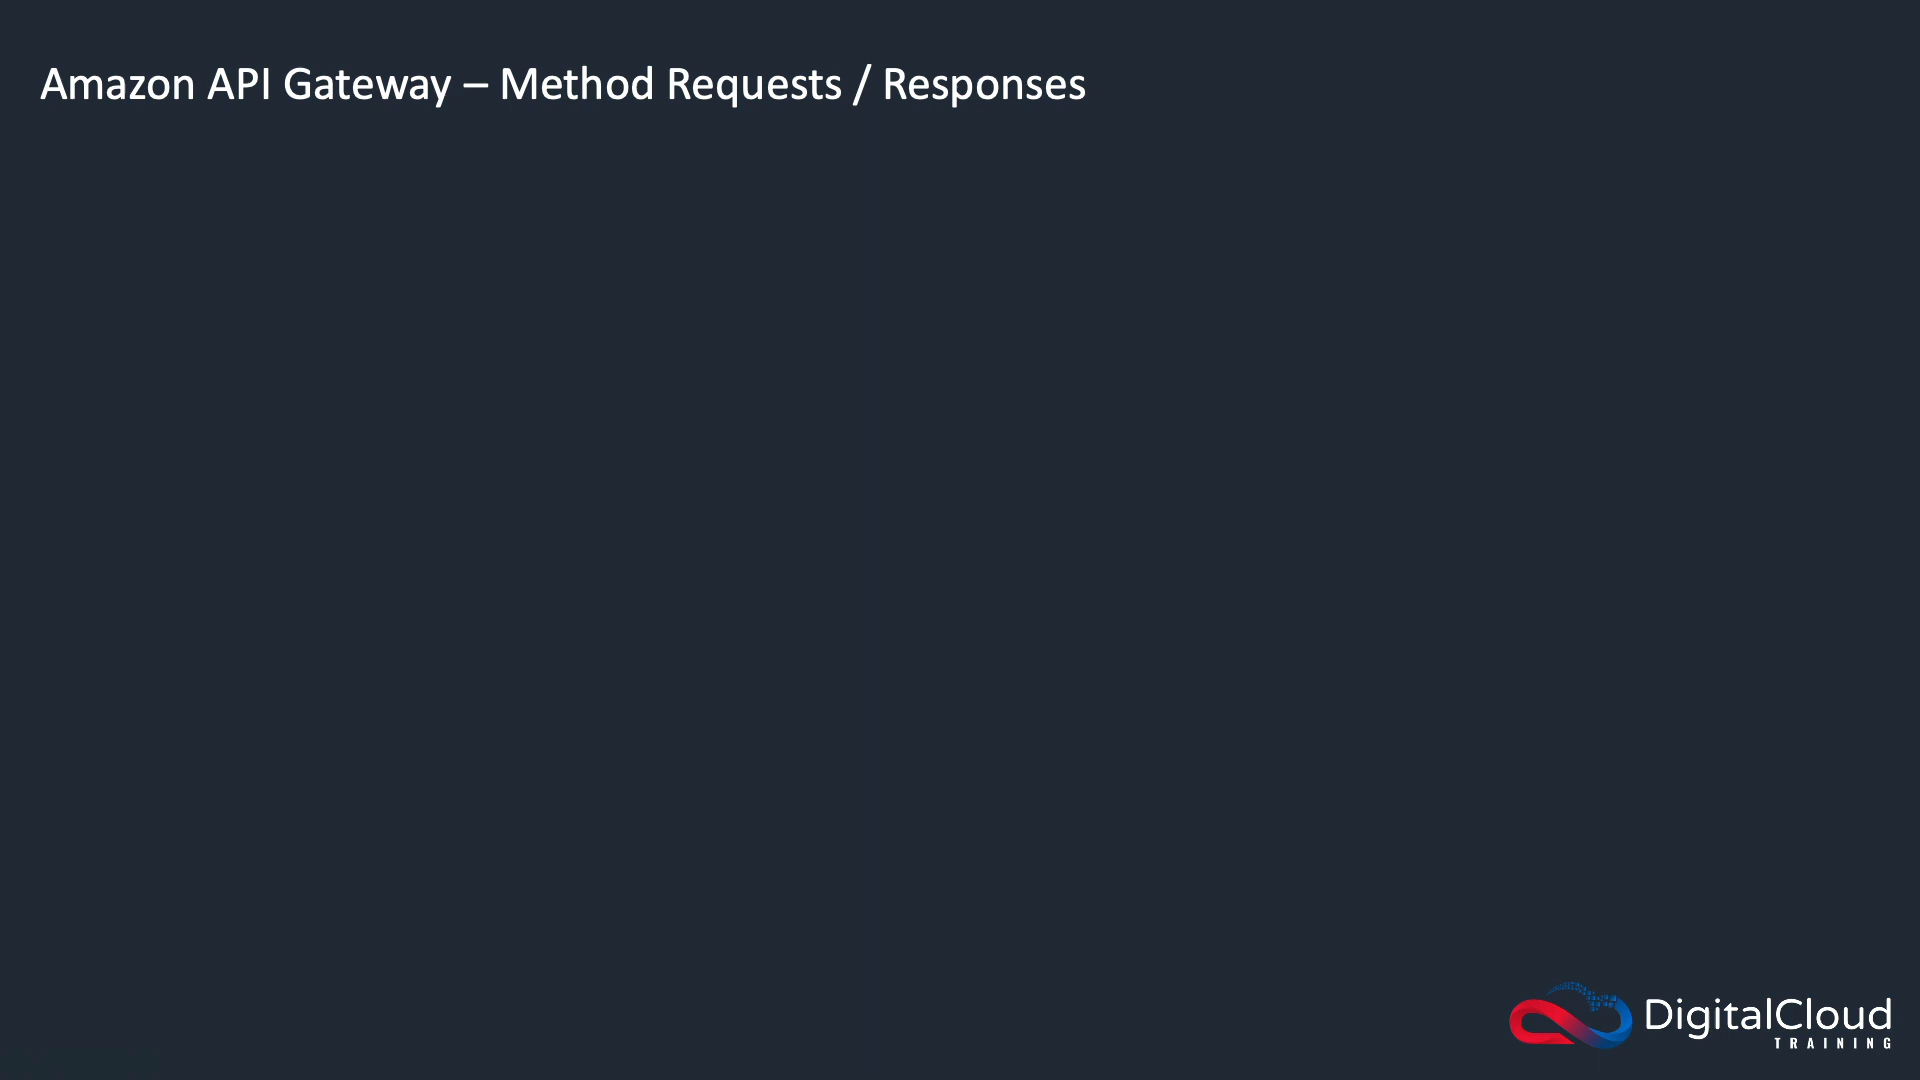 Amazon API Gateway – Method Requests / Responses
DigitalCloud
TRAINING